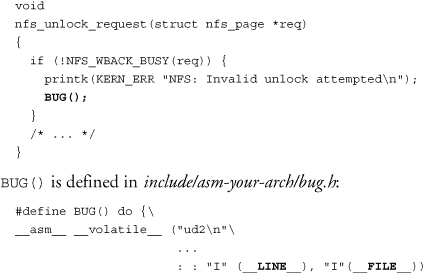 void
nfs_unlock_request(struct nfs_page *req)
{
  if (!NFS_WBACK_BUSY(req)) {
    printk(KERN_ERR "NFS: Invalid unlock attempted\n");
    BUG();
  }
  /* ... */
}
BUG() is defined in include/asm-your-arch/bug.h:
#define BUG() do {\
__asm__ __volatile__ ("ud2\n"\
                      ...
                      : : "I" (__LINE__), "I"(__FILE__))